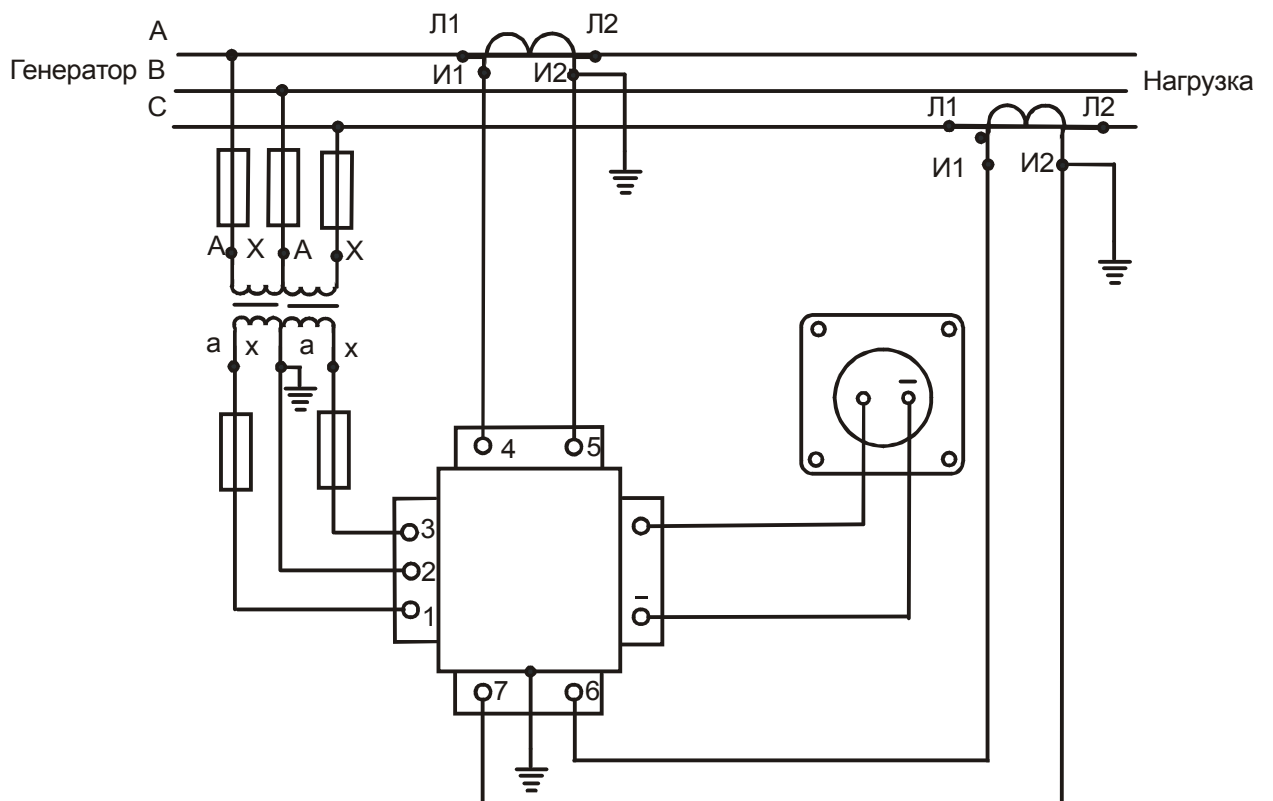 А Л1 Л2
Генератор В И1 И2 Нагрузка
С Л1 Л2
И1 И2
А Х А Х
а х а х
4 5
3
2
1
7 6